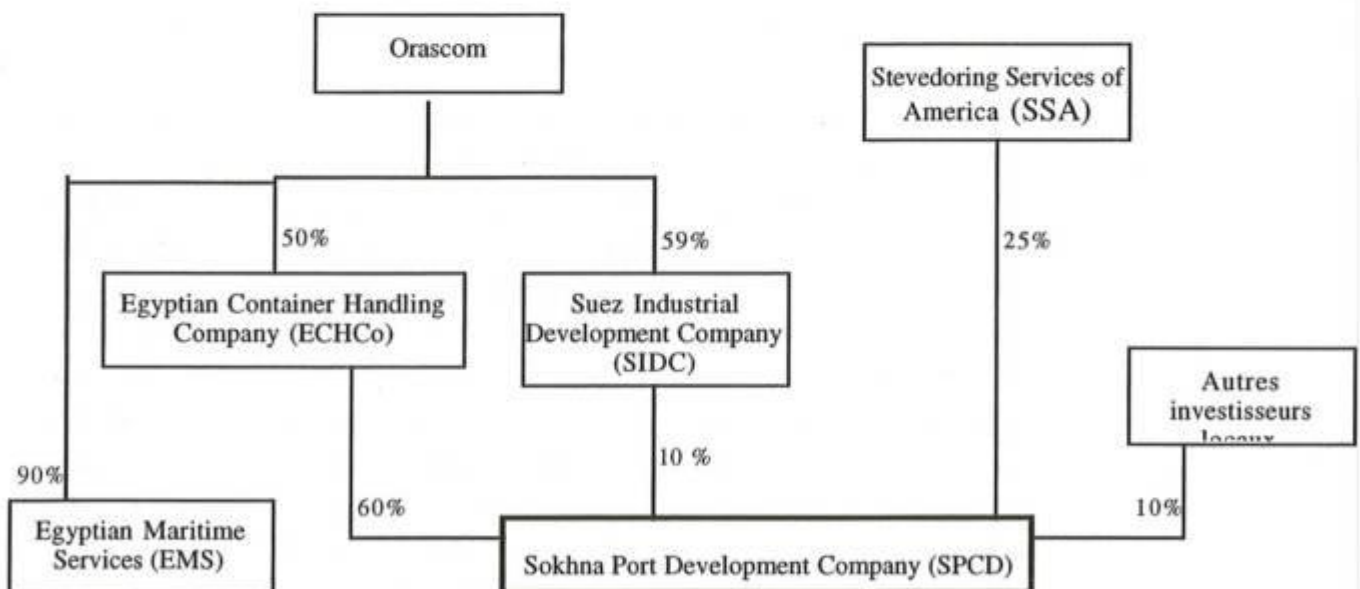 Orascom
Stevedoring Services of
America (SSA)
50%
59%
25%
Egyptian Container Handling
Company (ECHCo)
Suez Industrial
Development Company
(SIDC)
Autres
investisseurs
locaux
90%
60%
10 %
10%
Egyptian Maritime
Services (EMS)
Sokhna Port Development Company (SPCD)